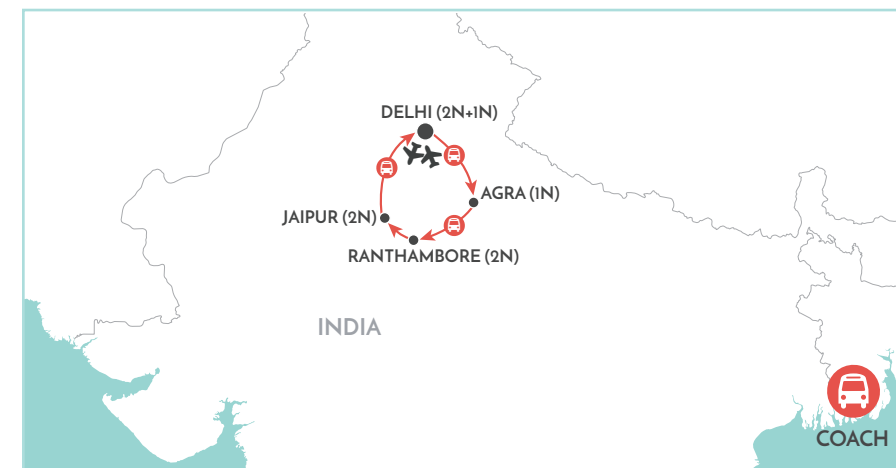 DELHI (2N+1N)
AGRA (1N)
JAIPUR (2N)
RANTHAMBORE (2N)
INDIA
COACH